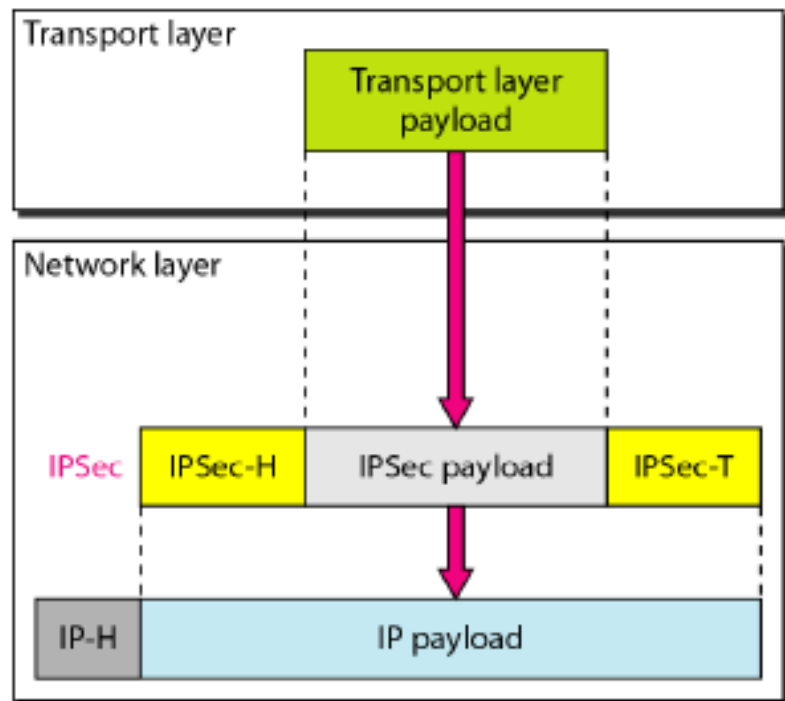 Transport layer
Transport layer
payload
Network layer
IPSec IPSec-H IPSec payload IPSec-T
IP-H IP payload